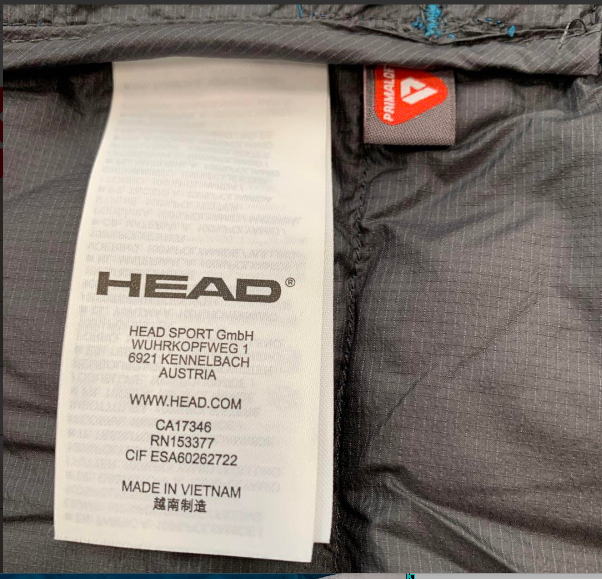 HEAD®
HEAD SPORT GmbH
WUHRKOPFWEG 1
6921 KENNELBACH
AUSTRIA
WWW.HEAD.COM
CA17346
RN153377
CIF ESA60262722
MADE IN VIETNAM
越南制造
PRIMALO